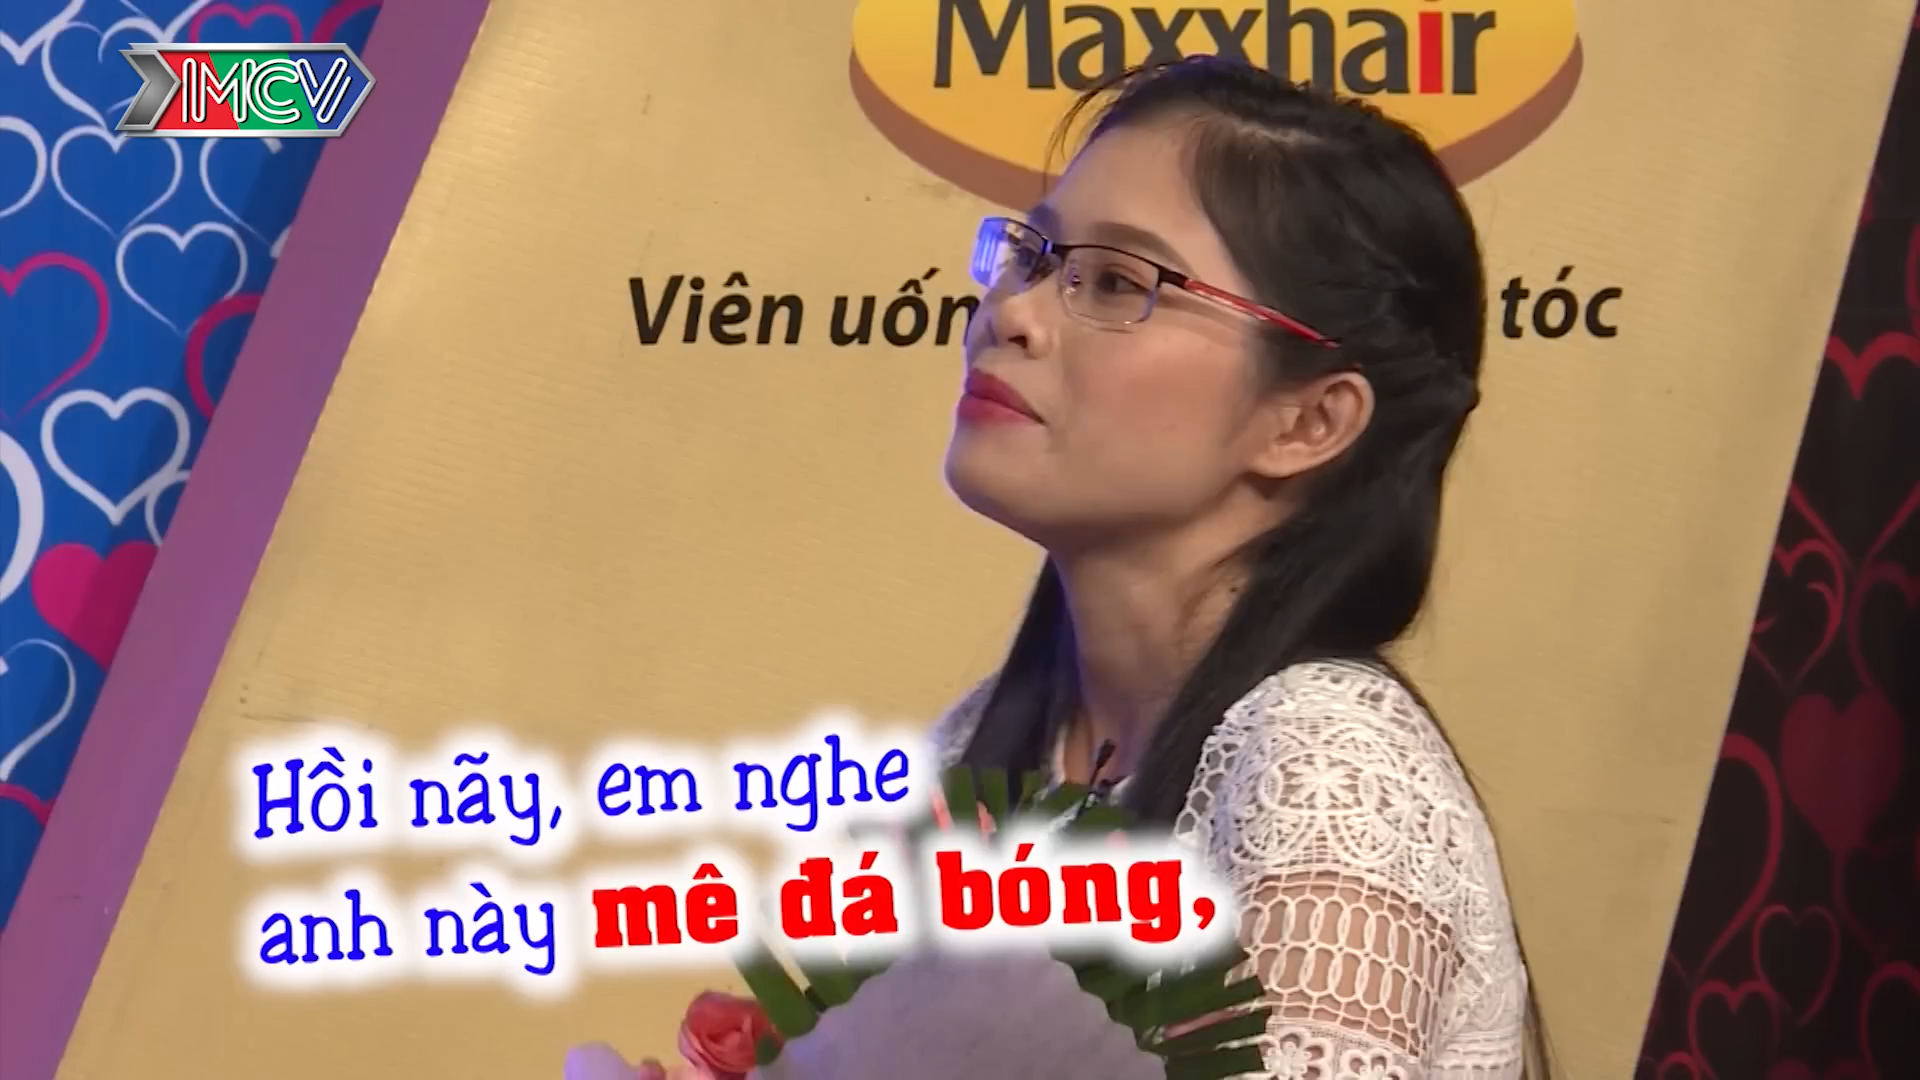 MCV
Maxxhair
Viên uốn
tóc
Hồi nãy, em nghe
anh này mê đá bóng,